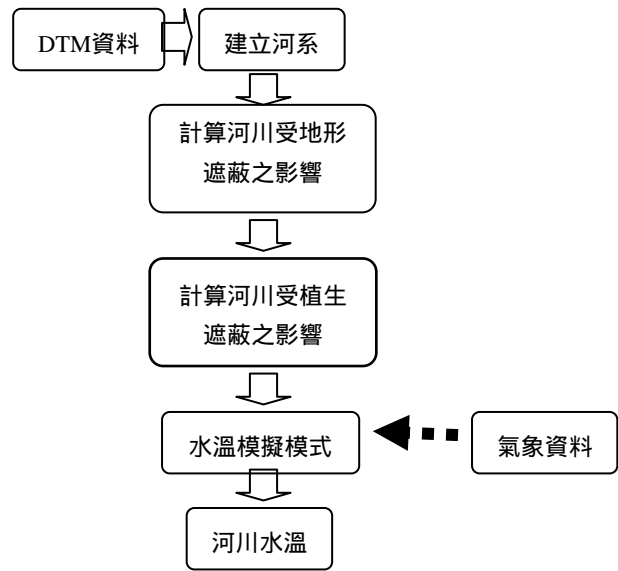 DTM資料
建立河系
計算河川受地形
遮蔽之影響
計算河川受植生
遮蔽之影響
水溫模擬模式
氣象資料
河川水溫